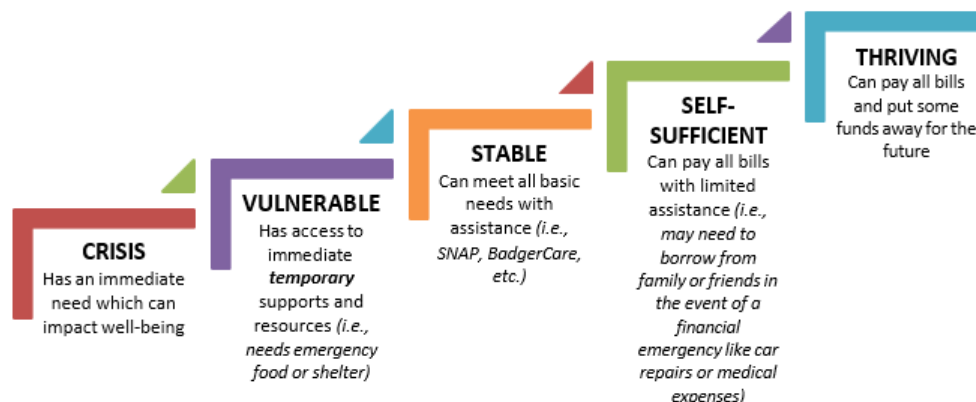 CRISIS
Has an immediate
need which can
impact well-being
VULNERABLE
Has access to
immediate
temporary
supports and
resources (i.e.,
needs emergency
food or shelter)
STABLE
Can meet all basic
needs with
assistance (i.e.,
SNAP, BadgerCare,
etc.)
SELF-
SUFFICIENT
Can pay all bills
with limited
assistance (i.e.,
may need to
borrow from
family or friends in
the event of a
financial
emergency like car
repairs or medical
expenses)
THRIVING
Can pay all bills
and put some
funds away for the
future